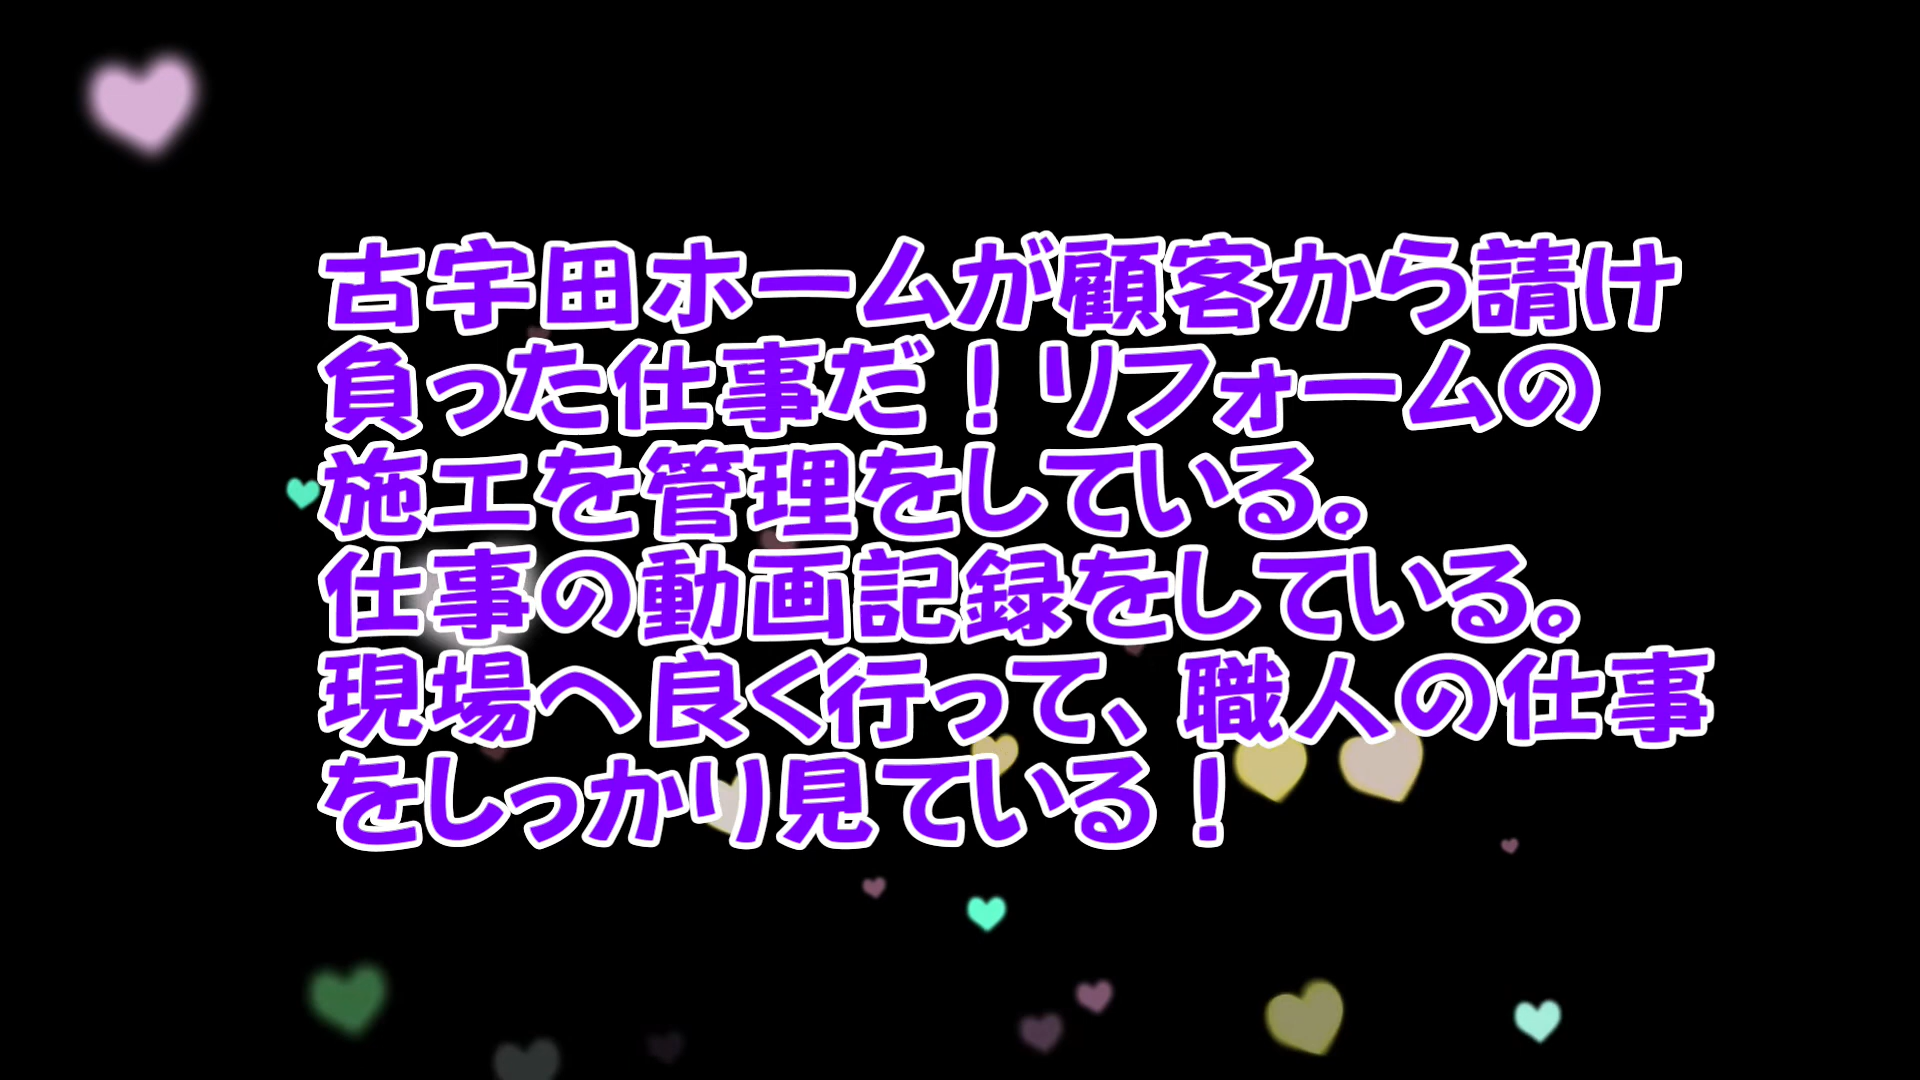 古宇田ホームが顧客から請け
負った仕事だ！リフォームの
施工を管理をしている。
仕事の動画記録をしている。
現場へ良く行って、職人の仕事
をしっかり見ている！